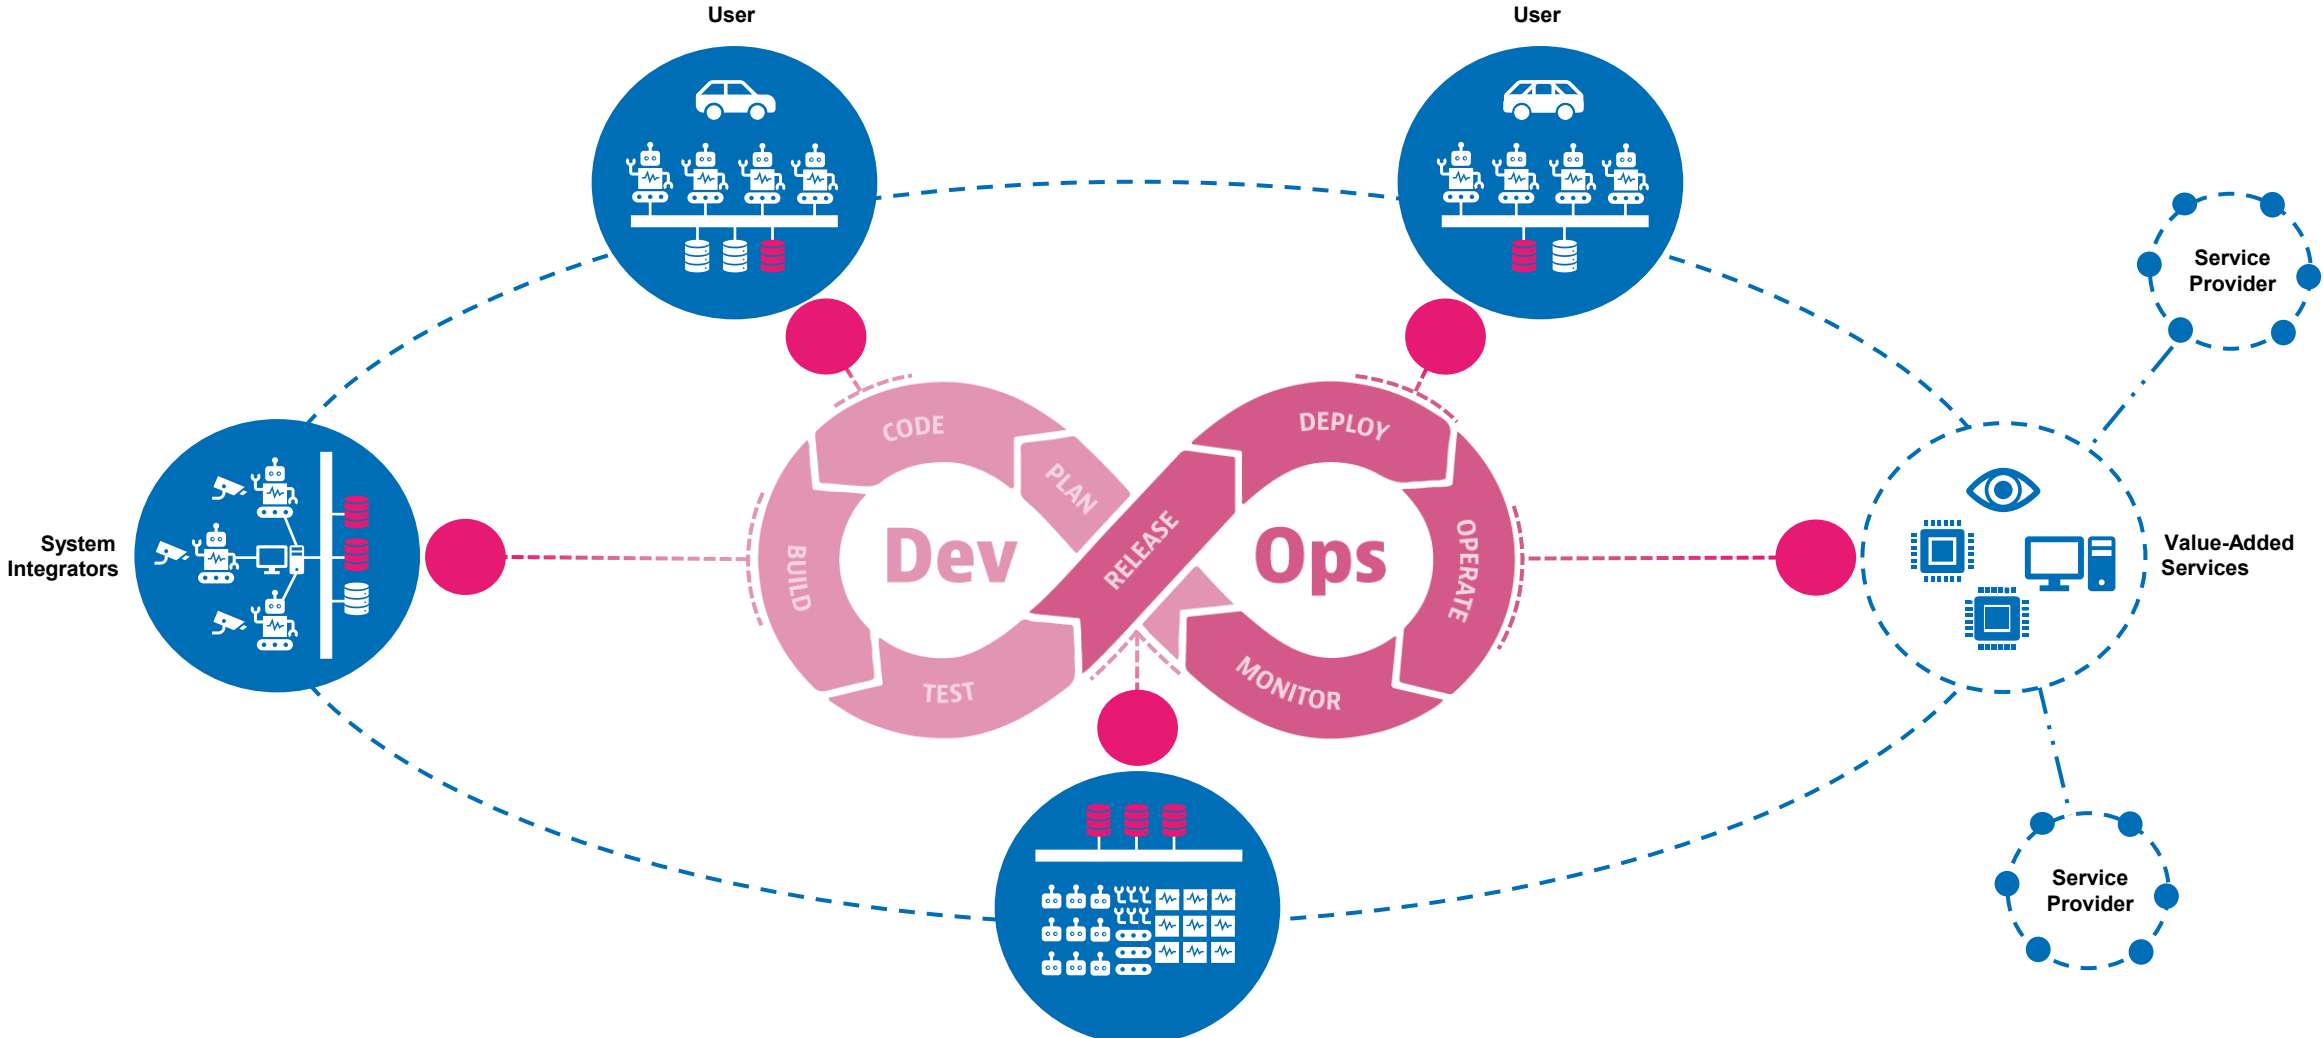 User
User
Service
Provider
CODE
DEPLOY
PLAN
System
Integrators
BUILD
Dev
RELEASE
Ops
OPERATE
Value-Added
Services
TEST
MONITOR
Service
Provider